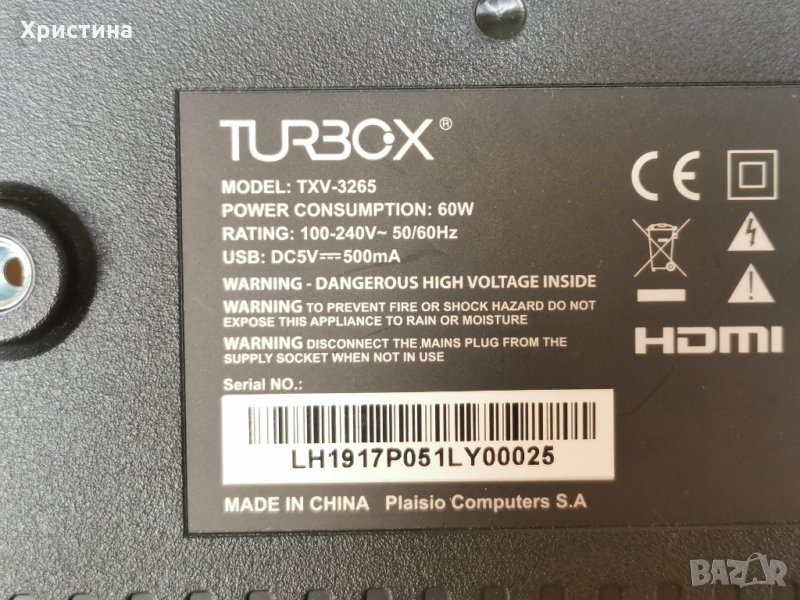 Христина
TURBOX®
MODEL: TXV-3265
POWER CONSUMPTION: 60W
RATING: 100-240V~ 50/60Hz
USB: DC5V⎓500mA
WARNING - DANGEROUS HIGH VOLTAGE INSIDE
WARNING TO PREVENT FIRE OR SHOCK HAZARD DO NOT
EXPOSE THIS APPLIANCE TO RAIN OR MOISTURE
WARNING DISCONNECT THE MAINS PLUG FROM THE
SUPPLY SOCKET WHEN NOT IN USE
Serial NO.:
LH1917P051LY00025
MADE IN CHINA Plaisio Computers S.A
CE
HDMI
BAZAR